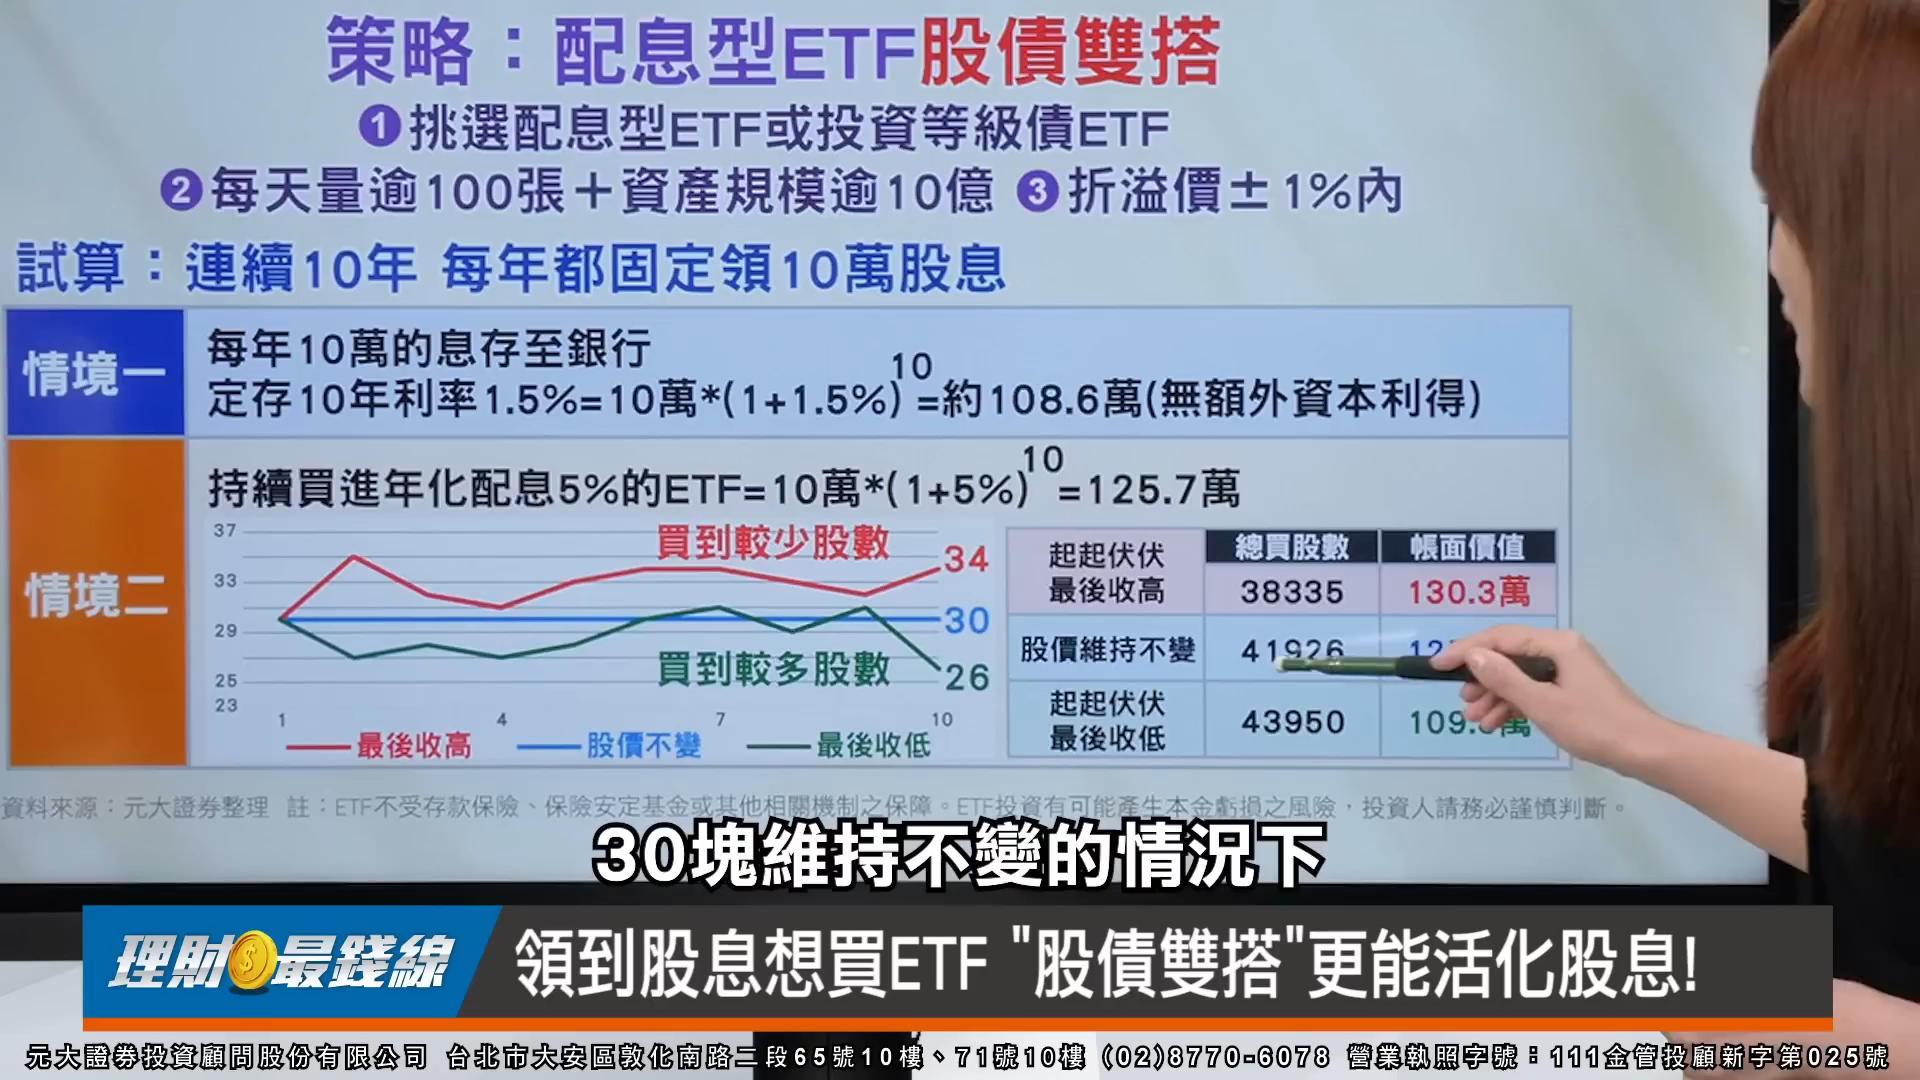 策略：配息型ETF股債雙搭
❶挑選配息型ETF或投資等級債ETF
❷每天量逾100張＋資產規模逾10億 ❸折溢價±1%內
試算：連續10年 每年都固定領10萬股息
情境一
每年10萬的息存至銀行
定存10年利率1.5%=10萬*(1+1.5%)^10=約108.6萬(無額外資本利得)
情境二
持續買進年化配息5%的ETF=10萬*(1+5%)^10=125.7萬
37
33
29
25
23
1 4 7 10
買到較少股數
34
30
買到較多股數
26
最後收高 股價不變 最後收低
總買股數 帳面價值
起起伏伏
最後收高 38335 130.3萬
股價維持不變 41926
起起伏伏
最後收低 43950 109.
資料來源：元大證券整理 註：ETF不受存款保險、保險安定基金或其他相關機制之保障。ETF投資有可能產生本金虧損之風險，投資人請務必謹慎判斷。
30塊維持不變的情況下
理財最錢線
領到股息想買ETF "股債雙搭"更能活化股息!
元大證券投資顧問股份有限公司 台北市大安區敦化南路二段65號10樓、71號10樓 (02)8770-6078 營業執照字號：111金管投顧新字第025號